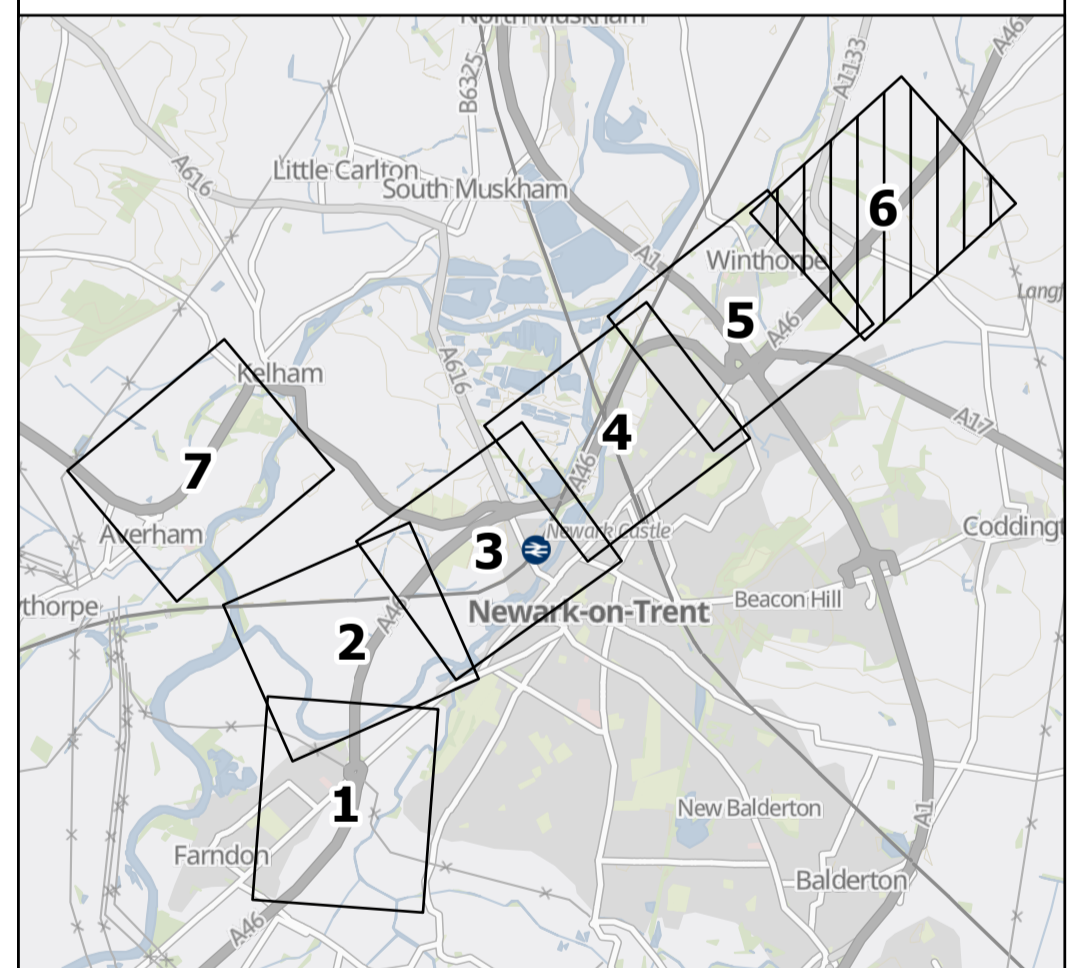 North Muskham
A46
B6325
A1133
A616
Little Carlton
South Muskham
6
A1
Winthorpe
Langf
5
A46
A616
Kelham
A17
4
7
A46
Averham
Newark Castle
Coddingt
3
thorpe
A46
Newark-on-Trent
Beacon Hill
2
1
New Balderton
A1
Farndon
Balderton
A46